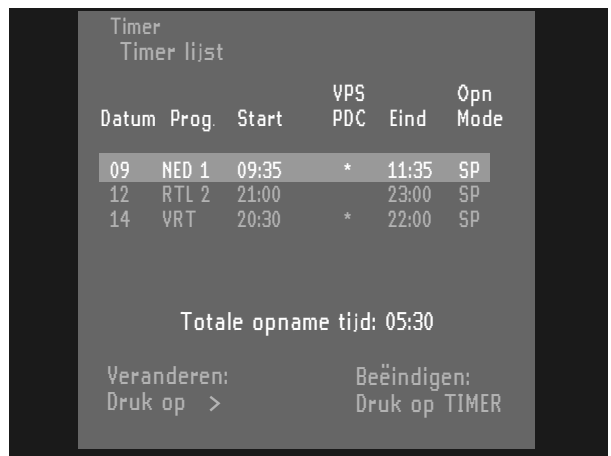 Timer
Timer lijst
VPS Opn
Datum Prog. Start PDC Eind Mode
09 NED 1 09:35 * 11:35 SP
12 RTL 2 21:00 23:00 SP
14 VRT 20:30 * 22:00 SP
Totale opname tijd: 05:30
Veranderen: Beëindigen:
Druk op > Druk op TIMER